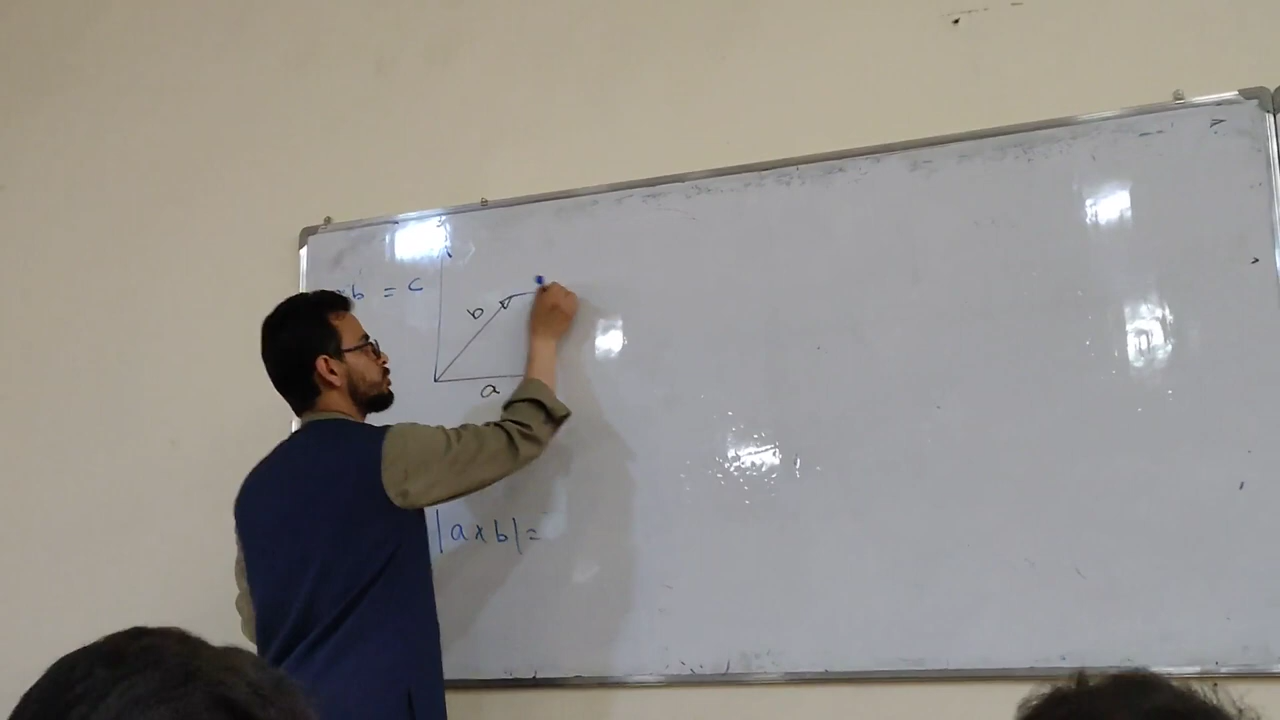 b = c
b
a
|a x b| =